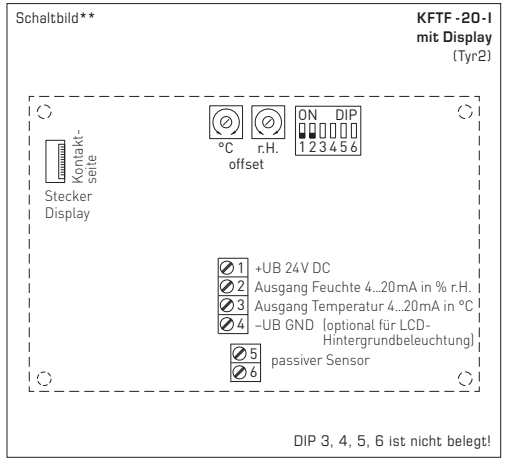 Schaltbild**
KFTF-20-I
mit Display
(Tyr2)
ON DIP
1 2 3 4 5 6
°C r.H.
offset
Kontakt-
seite
Stecker
Display
1 +UB 24V DC
2 Ausgang Feuchte 4...20mA in % r.H.
3 Ausgang Temperatur 4...20mA in °C
4 –UB GND (optional für LCD-
Hintergrundbeleuchtung)
5
passiver Sensor
6
DIP 3, 4, 5, 6 ist nicht belegt!